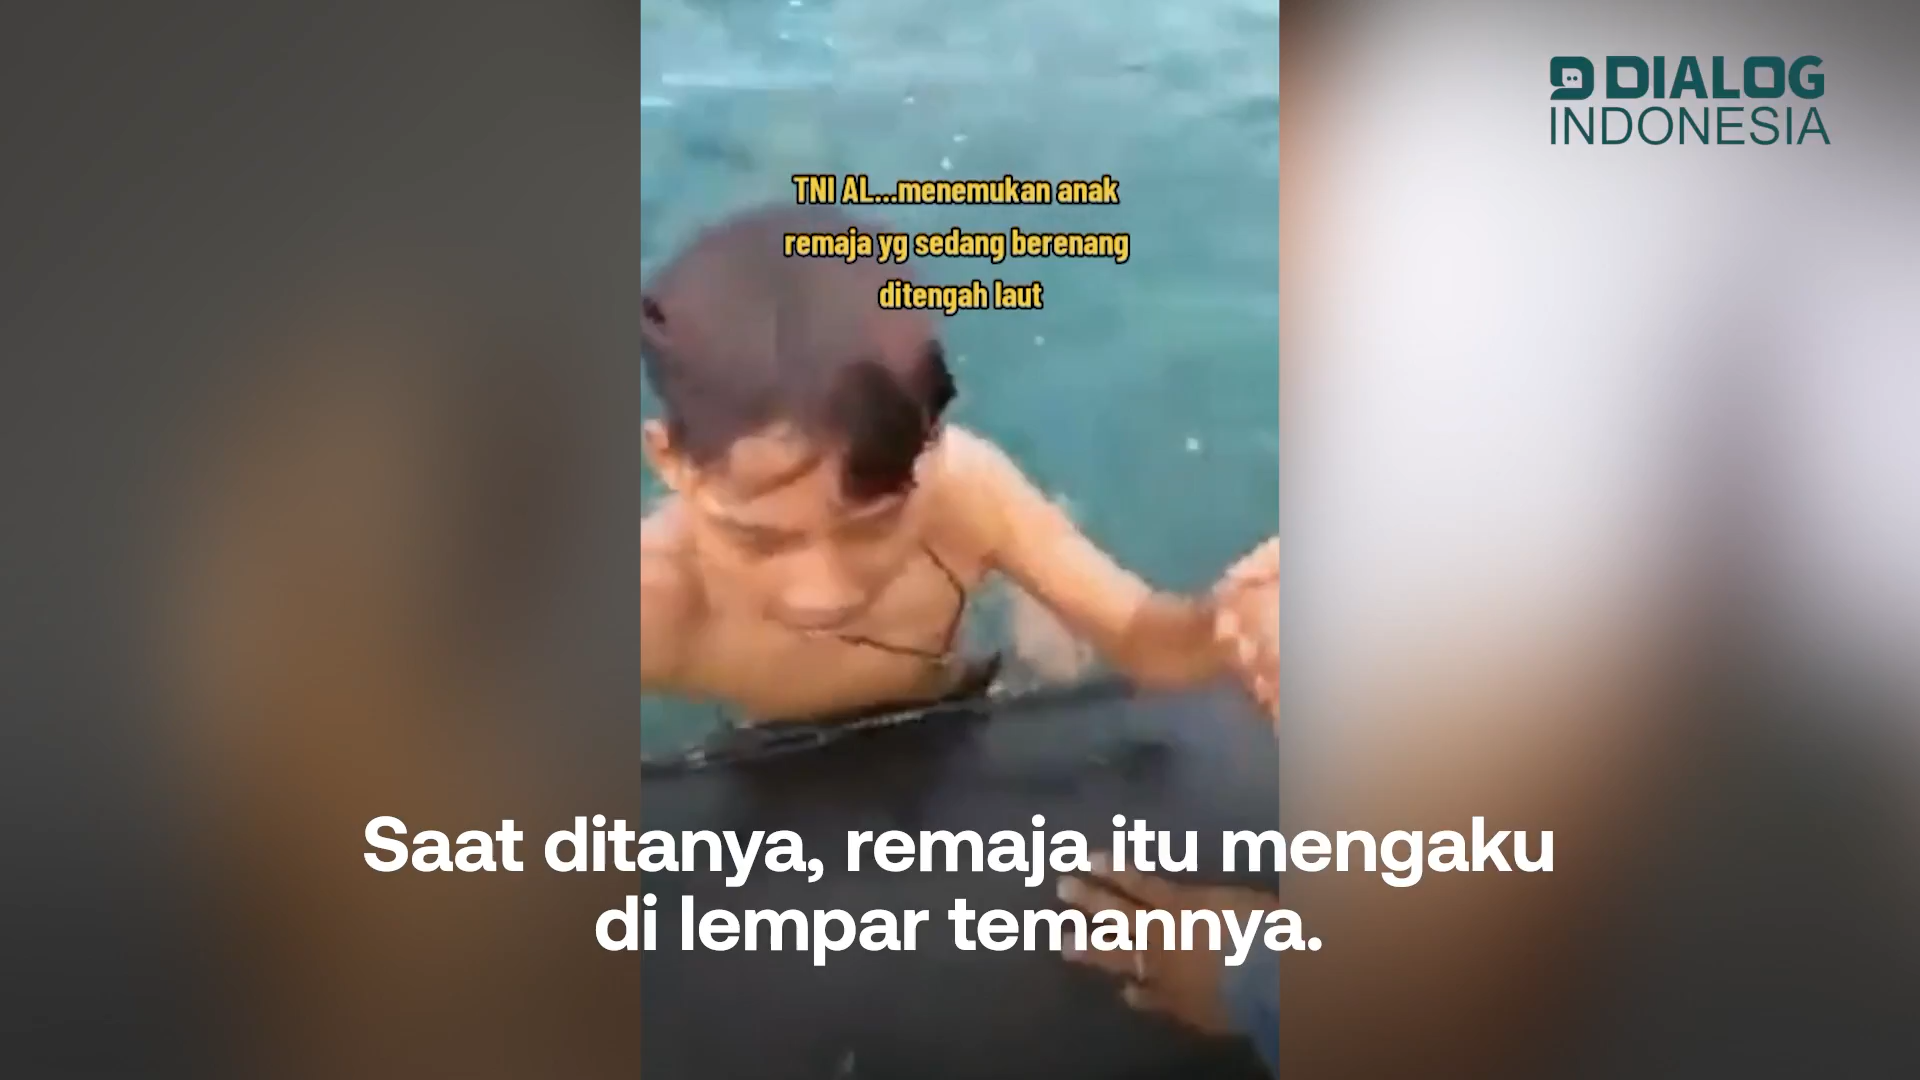 DIALOG
INDONESIA
TNI AL...menemukan anak
remaja yg sedang berenang
ditengah laut
Saat ditanya, remaja itu mengaku
di lempar temannya.